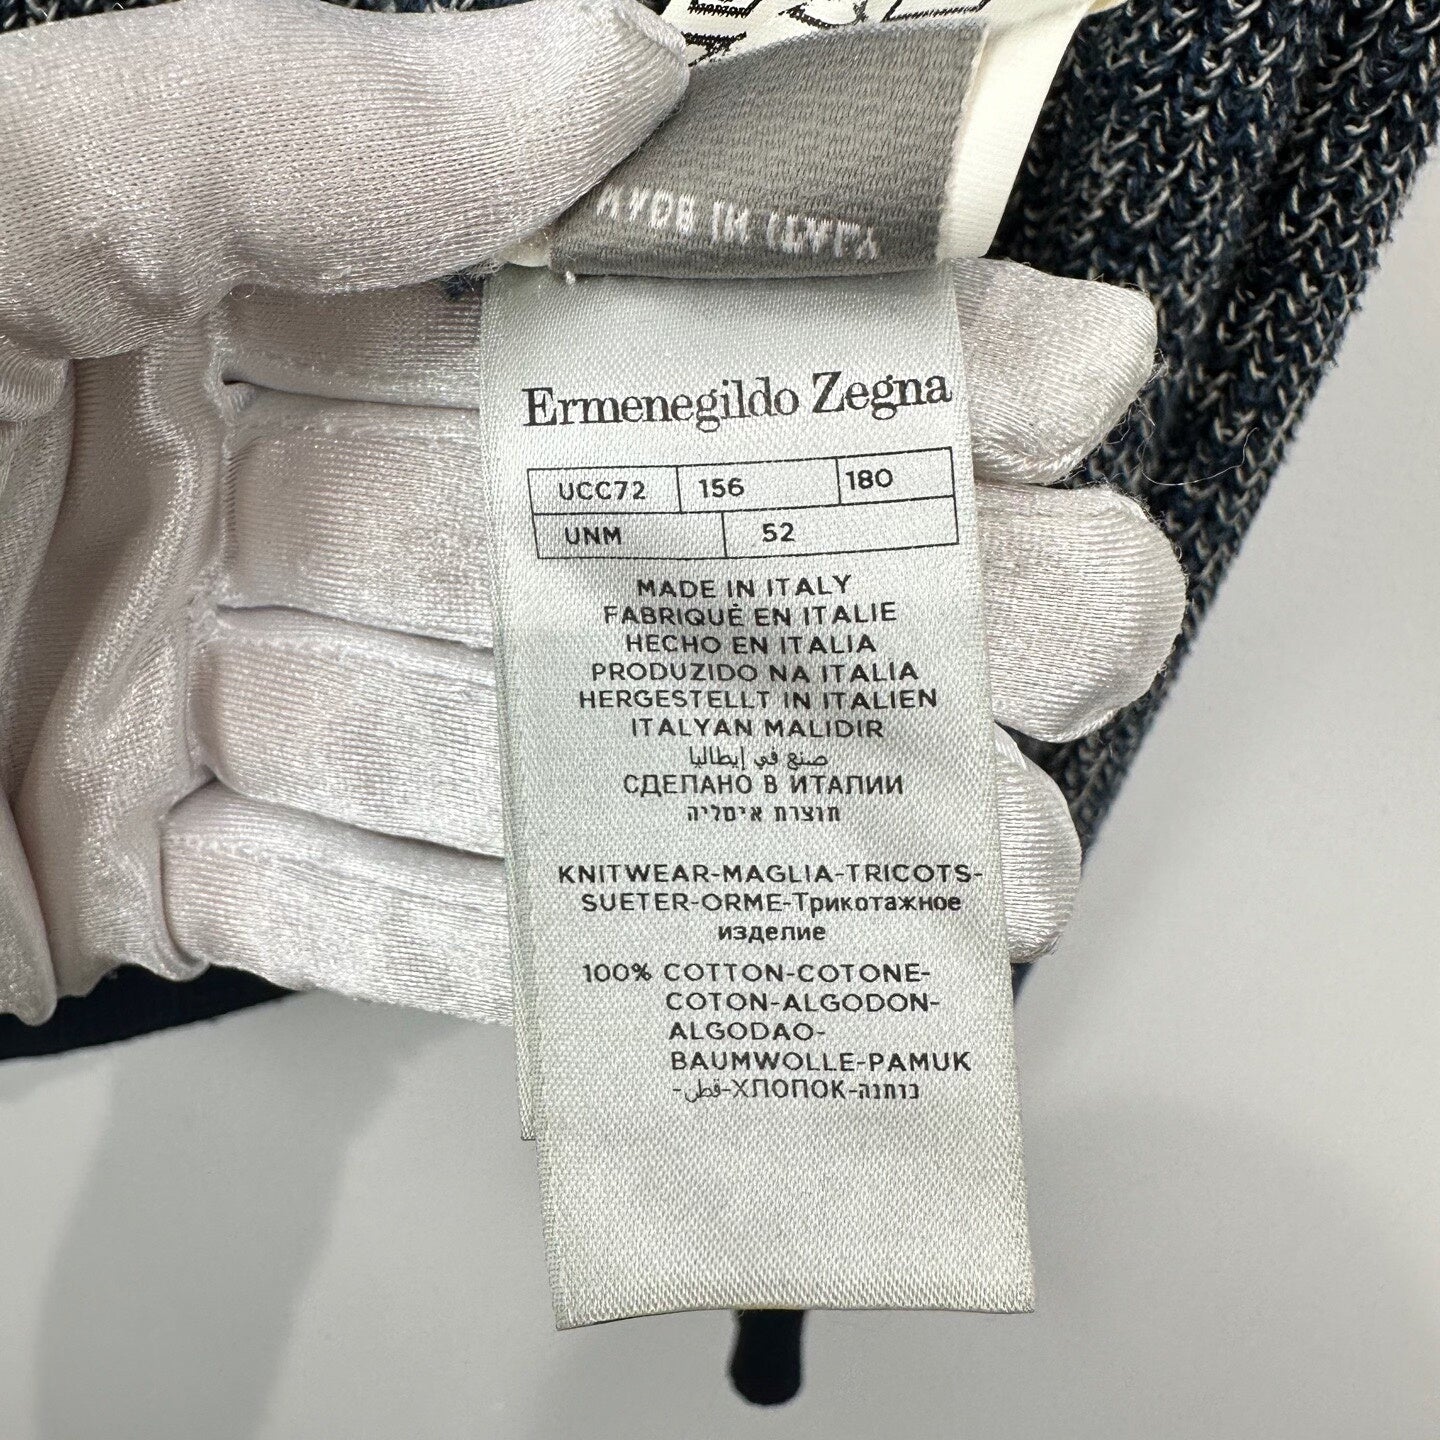 Ermenegildo Zegna
UCC72 156 180
UNM 52
MADE IN ITALY
FABRIQUÉ EN ITALIE
HECHO EN ITALIA
PRODUZIDO NA ITALIA
HERGESTELLT IN ITALIEN
ITALYAN MALIDIR
صنع في إيطاليا
СДЕЛАНО В ИТАЛИИ
תוצרת איטליה
KNITWEAR-MAGLIA-TRICOTS-
SUETER-ORME-Трикотажное
изделие
100% COTTON-COTONE-
COTON-ALGODON-
ALGODAO-
BAUMWOLLE-PAMUK
-قطن-ХЛОПОК-כותנה